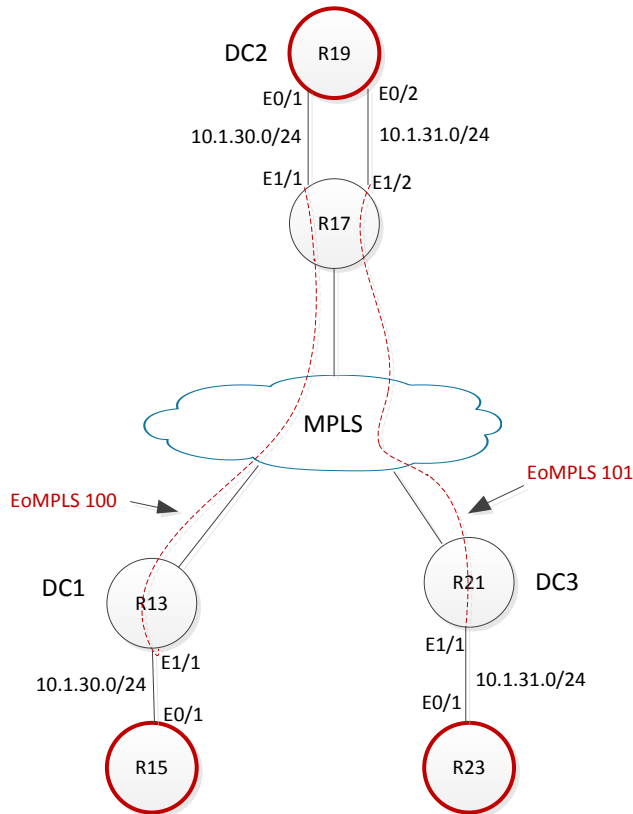 DC2
R19
E0/1
E0/2
10.1.30.0/24
10.1.31.0/24
E1/1
E1/2
R17
MPLS
EoMPLS 100
EoMPLS 101
DC1
R13
R21
DC3
E1/1
E1/1
10.1.30.0/24
10.1.31.0/24
E0/1
E0/1
R15
R23